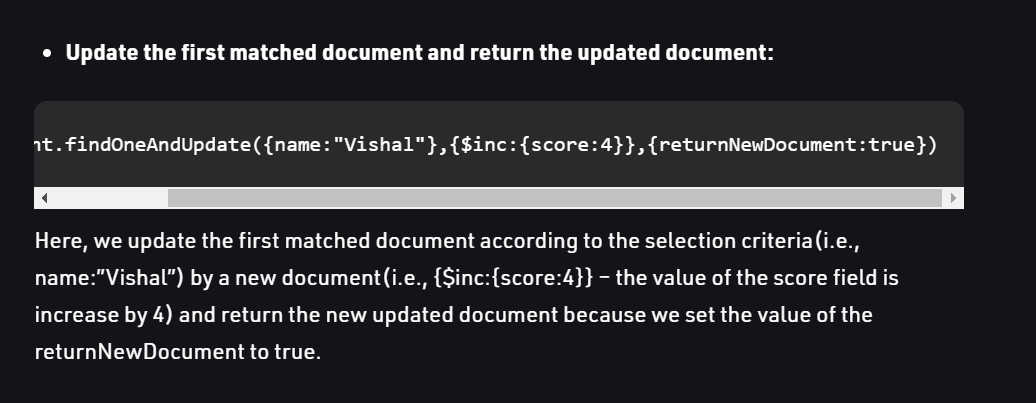 Update the first matched document and return the updated document:
nt.findOneAndUpdate({name:"Vishal"},{$inc:{score:4}},{returnNewDocument:true})
Here, we update the first matched document according to the selection criteria(i.e.,
name:”Vishal”) by a new document(i.e., {$inc:{score:4}} – the value of the score field is
increase by 4) and return the new updated document because we set the value of the
returnNewDocument to true.